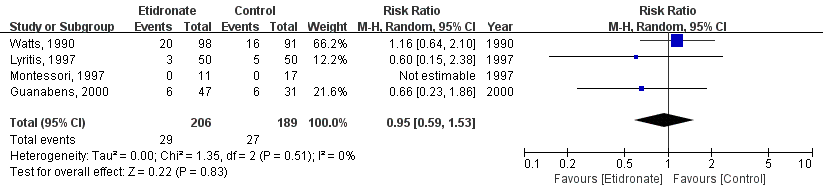 Etidronate Control Risk Ratio Risk Ratio
Study or Subgroup Events Total Events Total Weight M-H, Random, 95% CI Year M-H, Random, 95% CI
Watts, 1990 20 98 16 91 66.2% 1.16 [0.64, 2.10] 1990
Lyritis, 1997 3 50 5 50 12.2% 0.60 [0.15, 2.38] 1997
Montessori, 1997 0 11 0 17 Not estimable 1997
Guanabens, 2000 6 47 6 31 21.6% 0.66 [0.23, 1.86] 2000
Total (95% CI) 206 189 100.0% 0.95 [0.59, 1.53]
Total events 29 27
Heterogeneity: Tau² = 0.00; Chi² = 1.35, df = 2 (P = 0.51); I² = 0%
Test for overall effect: Z = 0.22 (P = 0.83)
0.1 0.2 0.5 1 2 5 10
Favours [Etidronate] Favours [Control]